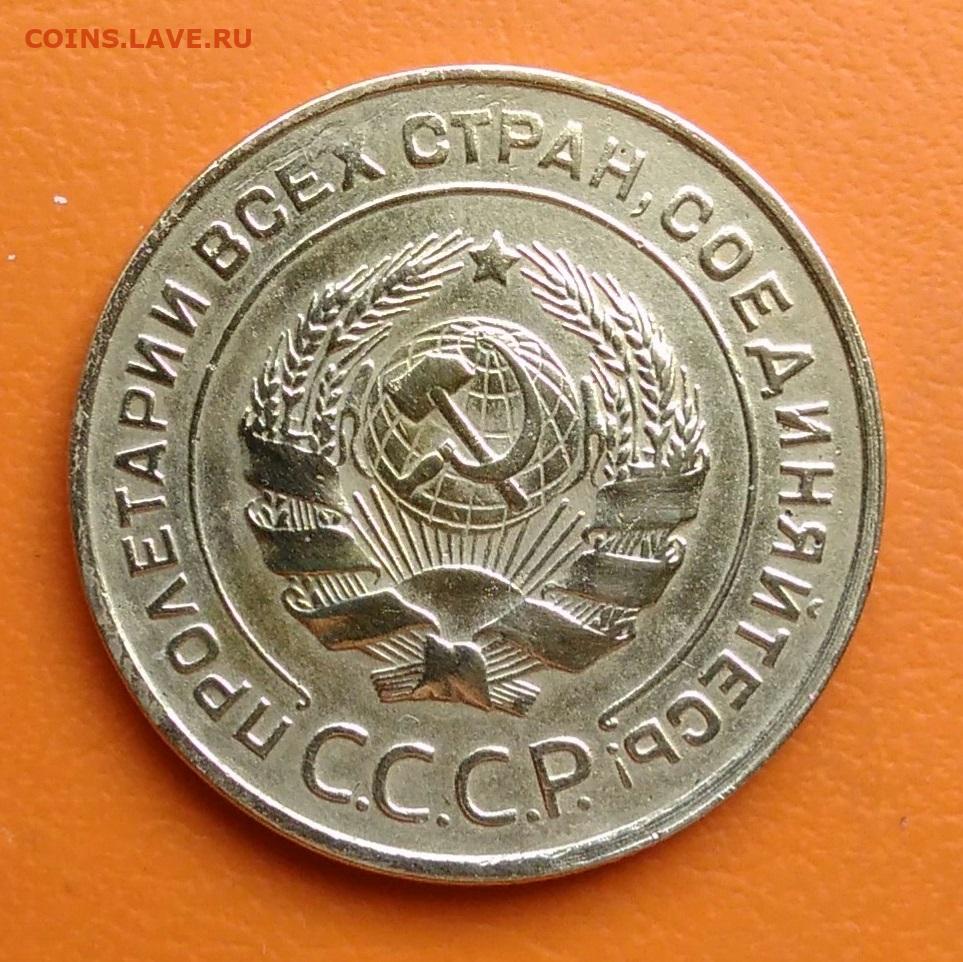 COINS.LAVE.RU
ПРОЛЕТАРИИ ВСЕХ СТРАН, СОЕДИНЯЙТЕСЬ!
С.С.С.Р.